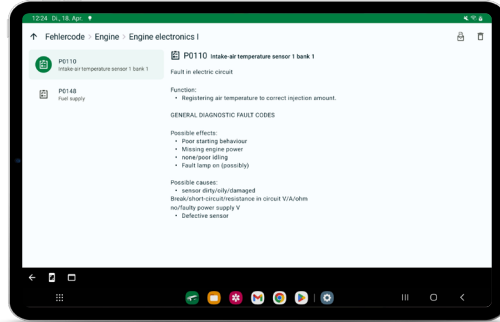 12:24 Di., 18. Apr.
Fehlercode > Engine > Engine electronics I
P0110
Intake-air temperature sensor 1 bank 1
P0148
Fuel supply
P0110 Intake-air temperature sensor 1 bank 1
Fault in electric circuit
Function:
• Registering air temperature to correct injection amount.
GENERAL DIAGNOSTIC FAULT CODES
Possible effects:
• Poor starting behaviour
• Missing engine power
• none/poor idling
• Fault lamp on (possibly)
Possible causes:
• sensor dirty/oily/damaged
Break/short-circuit/resistance in circuit V/A/ohm
no/faulty power supply V
• Defective sensor